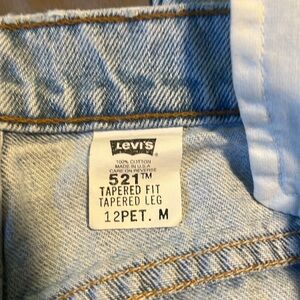 LEVI'S
100% COTTON
MADE IN U.S.A
CARE ON REVERSE
521™
TAPERED FIT
TAPERED LEG
12PET. M